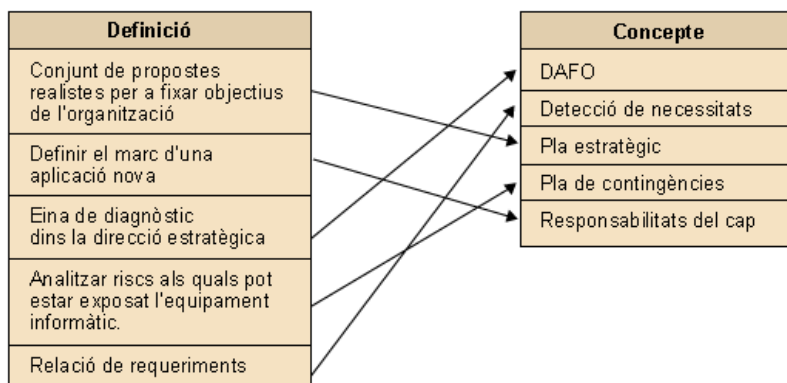 Definició
Conjunt de propostes
realistes per a fixar objectius
de l'organització
Definir el marc d'una
aplicació nova
Eina de diagnòstic
dins la direcció estratègica
Analitzar riscs als quals pot
estar exposat l'equipament
informàtic.
Relació de requeriments
Concepte
DAFO
Detecció de necessitats
Pla estratègic
Pla de contingències
Responsabilitats del cap